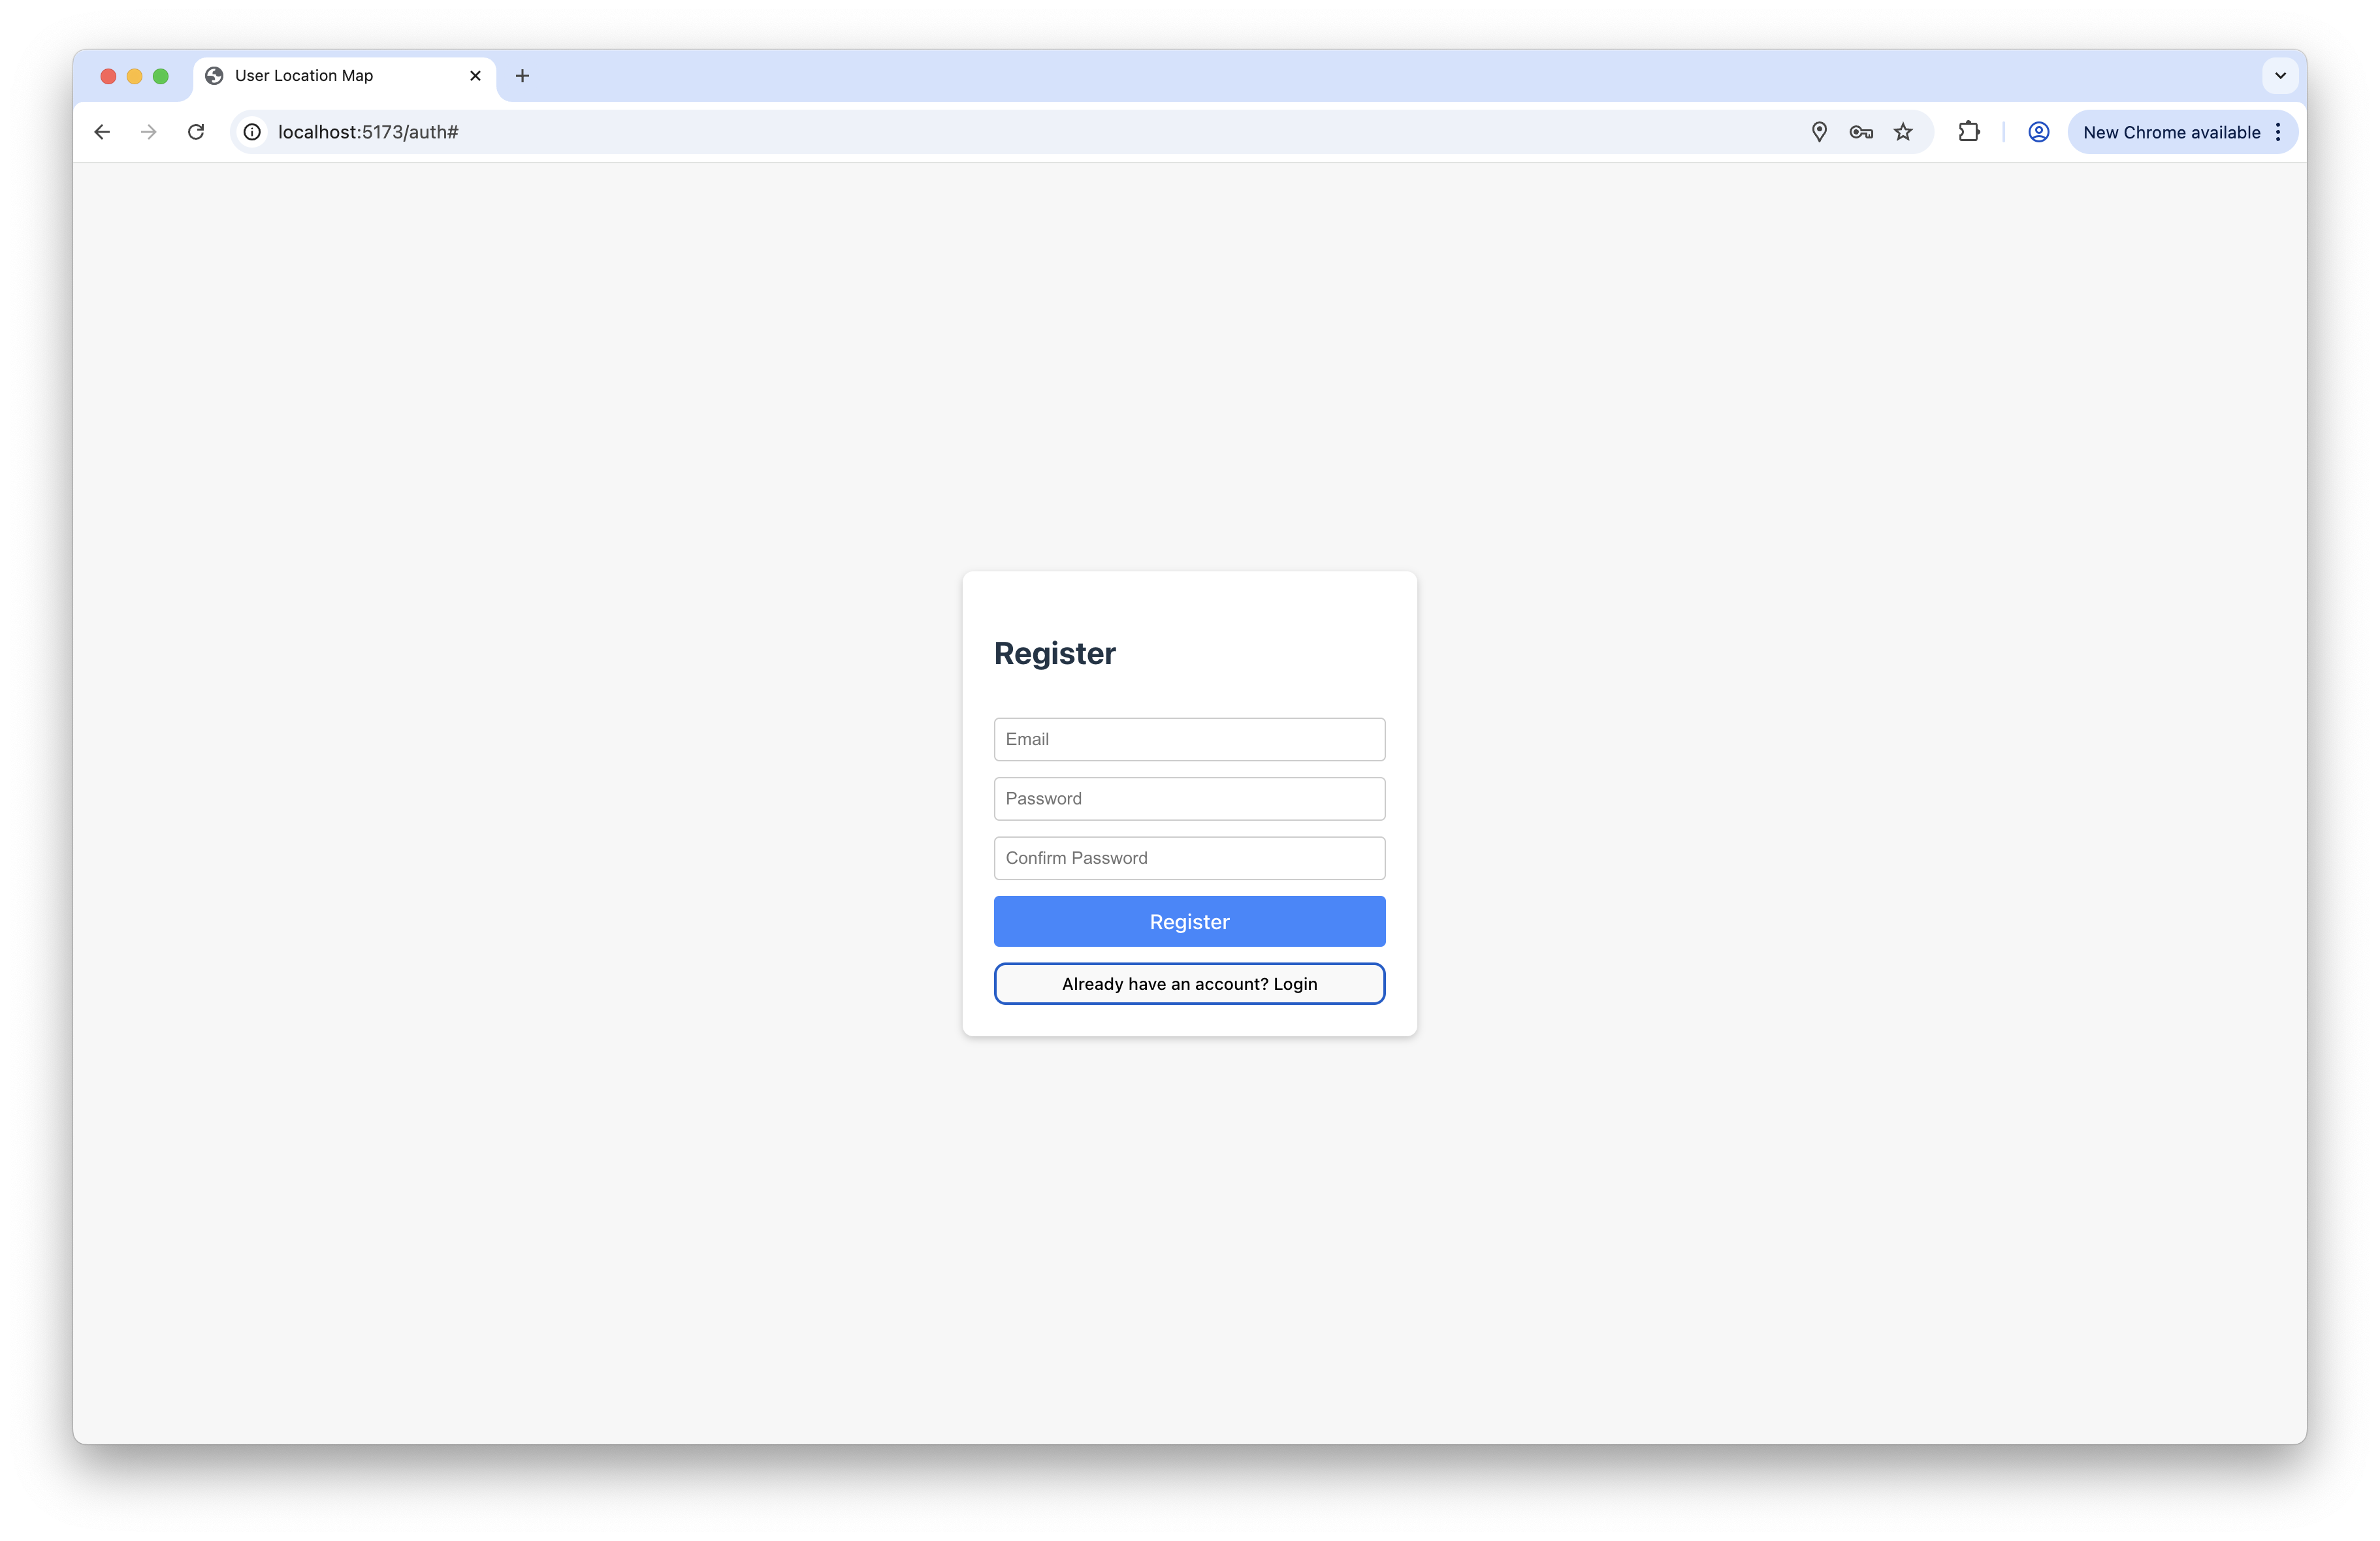 User Location Map
localhost:5173/auth#
New Chrome available
Register
Email
Password
Confirm Password
Register
Already have an account? Login